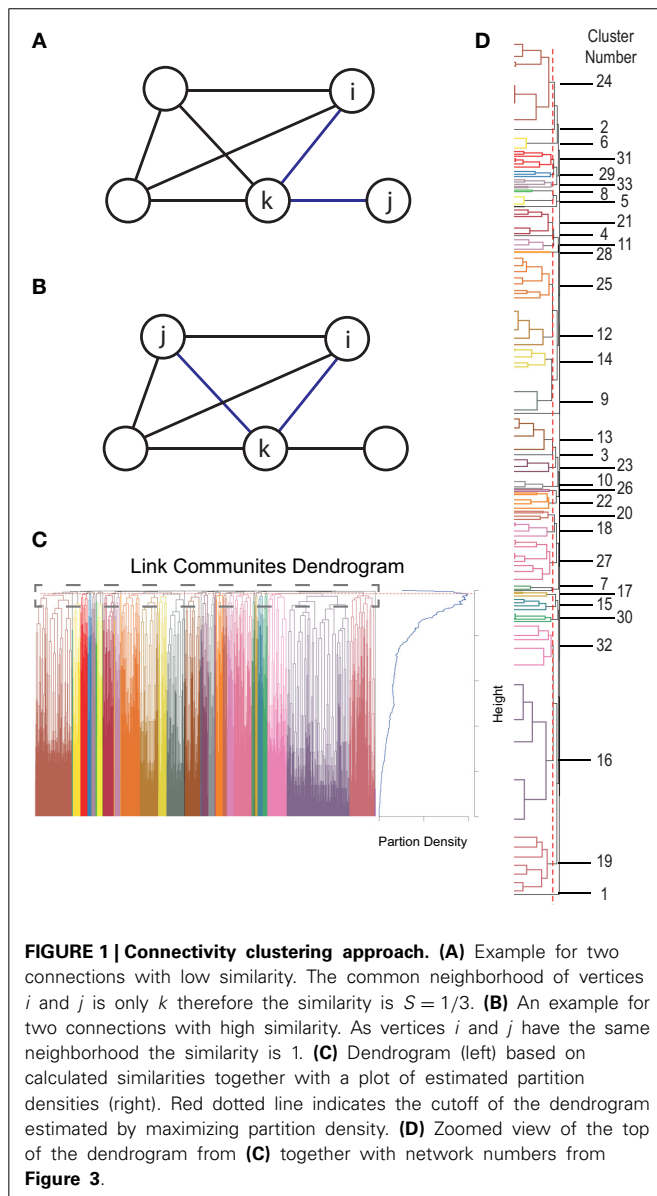 A
i
k
j
B
j
i
k
C
Link Communites Dendrogram
Height
Partion Density
D
Cluster
Number
24
2
6
31
29
33
8
5
21
4
11
28
25
12
14
9
13
3
23
10
26
22
20
18
27
7
17
15
30
32
16
19
1
FIGURE 1 | Connectivity clustering approach. (A) Example for two
connections with low similarity. The common neighborhood of vertices
i and j is only k therefore the similarity is S = 1/3. (B) An example for
two connections with high similarity. As vertices i and j have the same
neighborhood the similarity is 1. (C) Dendrogram (left) based on
calculated similarities together with a plot of estimated partition
densities (right). Red dotted line indicates the cutoff of the dendrogram
estimated by maximizing partition density. (D) Zoomed view of the top
of the dendrogram from (C) together with network numbers from
Figure 3.